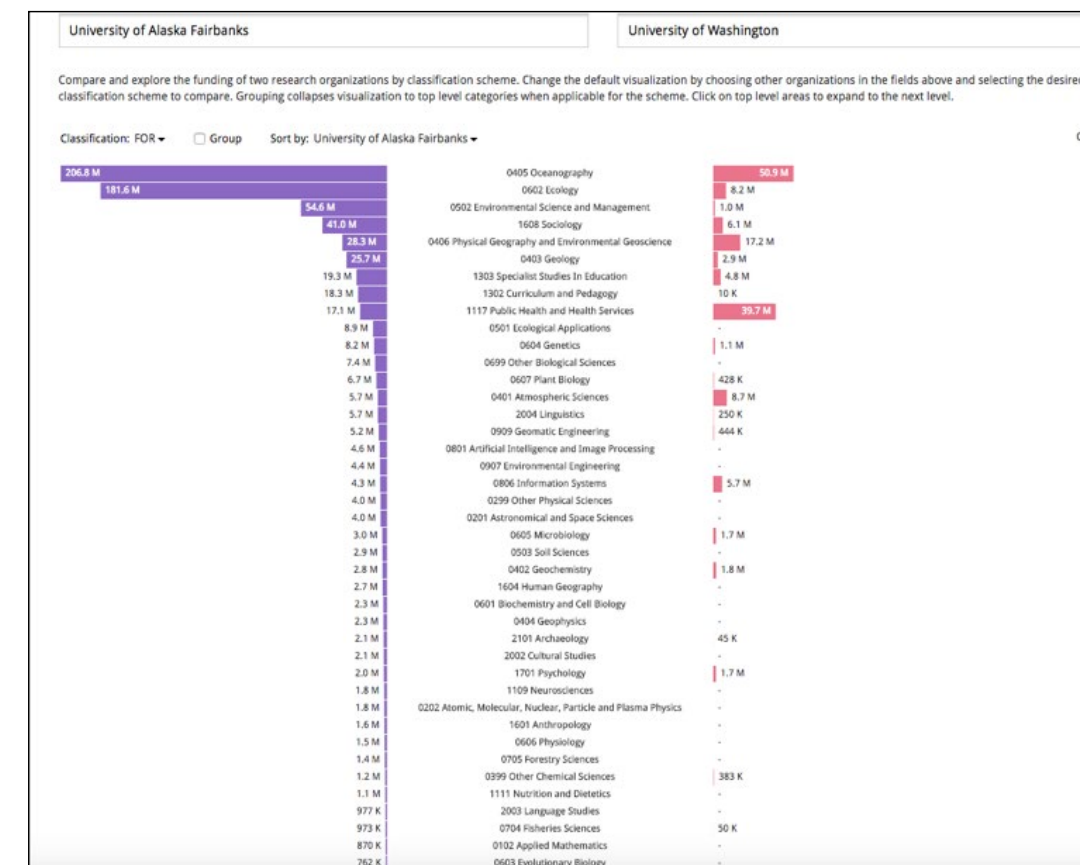 University of Alaska Fairbanks University of Washington
Compare and explore the funding of two research organizations by classification scheme. Change the default visualization by choosing other organizations in the fields above and selecting the desired
classification scheme to compare. Grouping collapses visualization to top level categories when applicable for the scheme. Click on top level areas to expand to the next level.
Classification: FOR Group Sort by: University of Alaska Fairbanks
206.8 M 0405 Oceanography 50.9 M
181.6 M 0602 Ecology 8.2 M
54.6 M 0502 Environmental Science and Management 1.0 M
41.0 M 1608 Sociology 6.1 M
28.3 M 0406 Physical Geography and Environmental Geoscience 17.2 M
25.7 M 0403 Geology 2.9 M
19.3 M 1303 Specialist Studies In Education 4.8 M
18.3 M 1302 Curriculum and Pedagogy 10 K
17.1 M 1117 Public Health and Health Services 39.7 M
8.9 M 0501 Ecological Applications -
8.2 M 0604 Genetics 1.1 M
7.4 M 0699 Other Biological Sciences -
6.7 M 0607 Plant Biology 428 K
5.7 M 0401 Atmospheric Sciences 8.7 M
5.7 M 2004 Linguistics 250 K
5.2 M 0909 Geomatic Engineering 444 K
4.6 M 0801 Artificial Intelligence and Image Processing -
4.4 M 0907 Environmental Engineering -
4.3 M 0806 Information Systems 5.7 M
4.0 M 0299 Other Physical Sciences -
4.0 M 0201 Astronomical and Space Sciences -
3.0 M 0605 Microbiology 1.7 M
2.9 M 0503 Soil Sciences -
2.8 M 0402 Geochemistry 1.8 M
2.7 M 1604 Human Geography -
2.3 M 0601 Biochemistry and Cell Biology -
2.3 M 0404 Geophysics -
2.1 M 2101 Archaeology 45 K
2.1 M 2002 Cultural Studies -
2.0 M 1701 Psychology 1.7 M
1.8 M 1109 Neurosciences -
1.8 M 0202 Atomic, Molecular, Nuclear, Particle and Plasma Physics -
1.6 M 1601 Anthropology -
1.5 M 0606 Physiology -
1.4 M 0705 Forestry Sciences -
1.2 M 0399 Other Chemical Sciences 383 K
1.1 M 1111 Nutrition and Dietetics -
977 K 2003 Language Studies -
973 K 0704 Fisheries Sciences 50 K
870 K 0102 Applied Mathematics -
762 K 0603 Evolutionary Biology